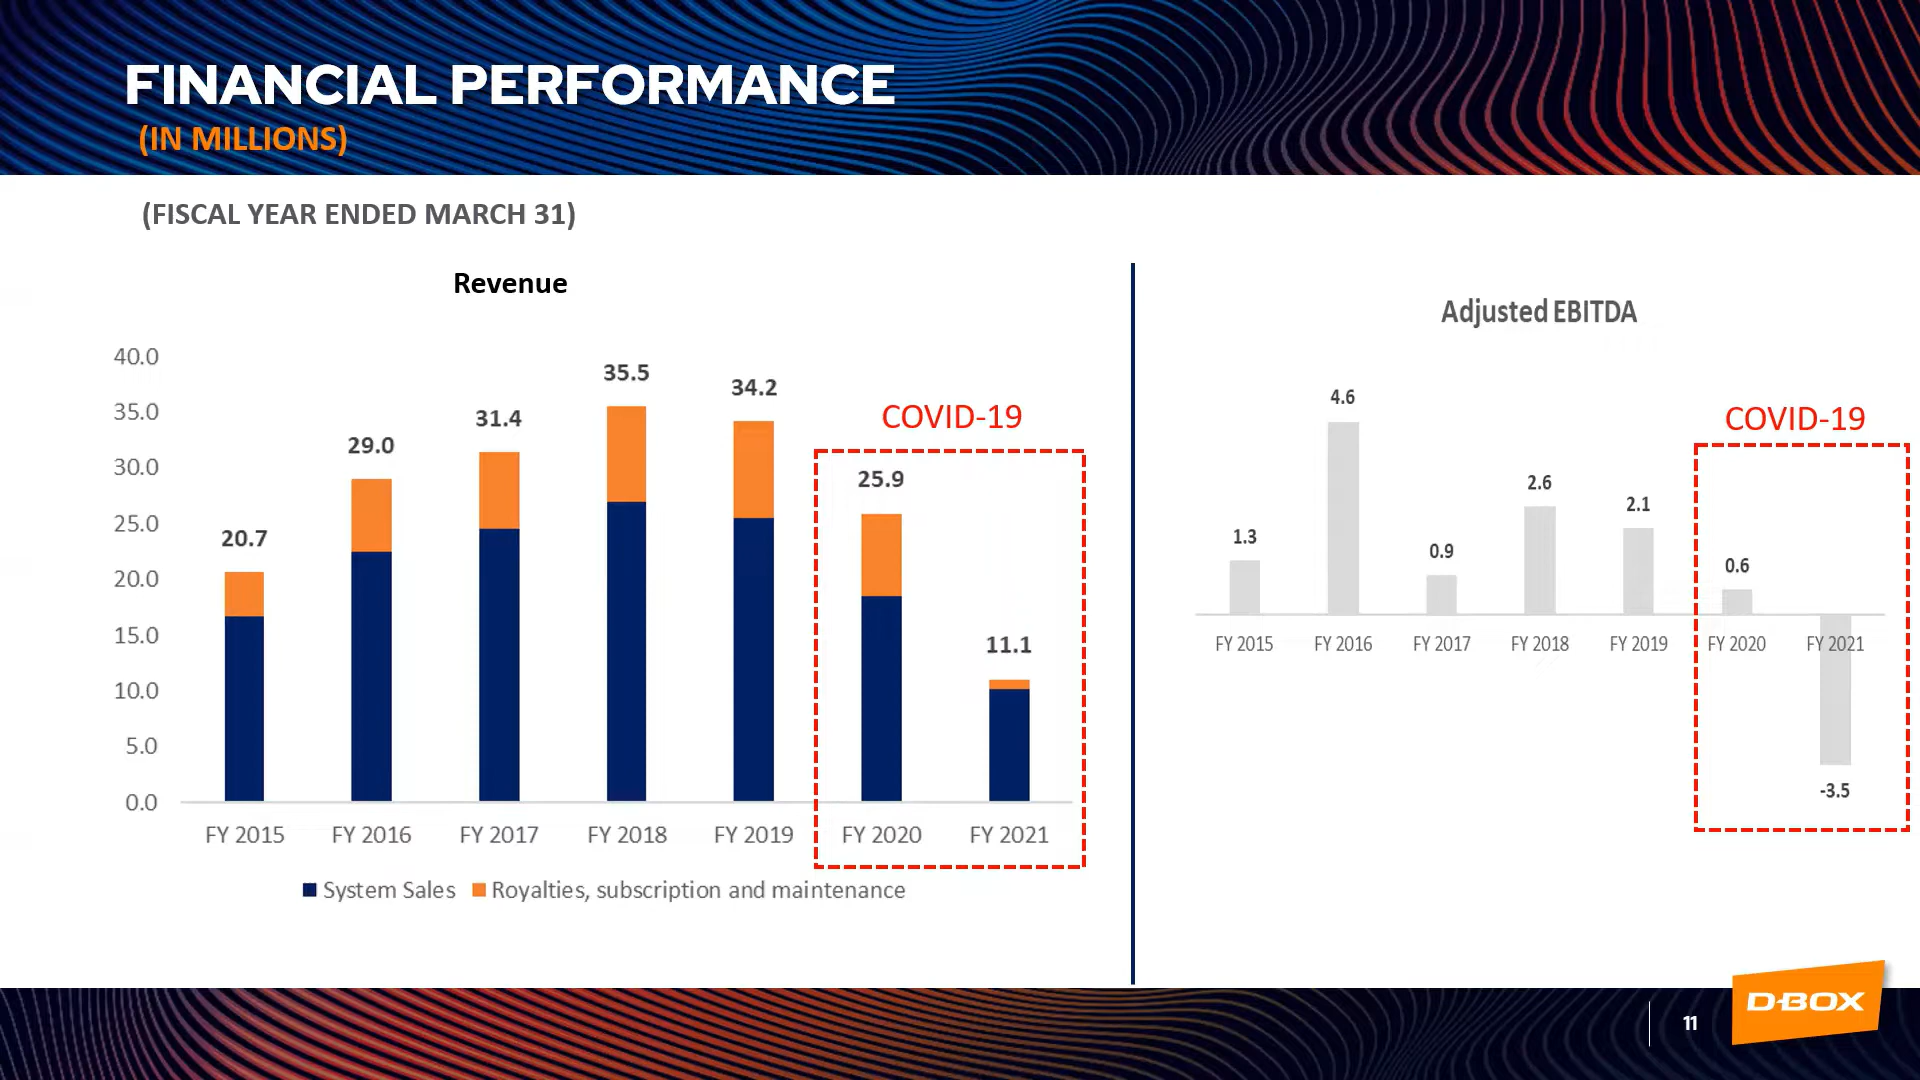 FINANCIAL PERFORMANCE
(IN MILLIONS)
(FISCAL YEAR ENDED MARCH 31)
Revenue
40.0
35.0
30.0
25.0
20.0
15.0
10.0
5.0
0.0
20.7
29.0
31.4
35.5
34.2
COVID-19
25.9
11.1
FY 2015 FY 2016 FY 2017 FY 2018 FY 2019 FY 2020 FY 2021
System Sales Royalties, subscription and maintenance
Adjusted EBITDA
1.3
4.6
0.9
2.6
2.1
COVID-19
0.6
FY 2015 FY 2016 FY 2017 FY 2018 FY 2019 FY 2020 FY 2021
-3.5
11
D-BOX